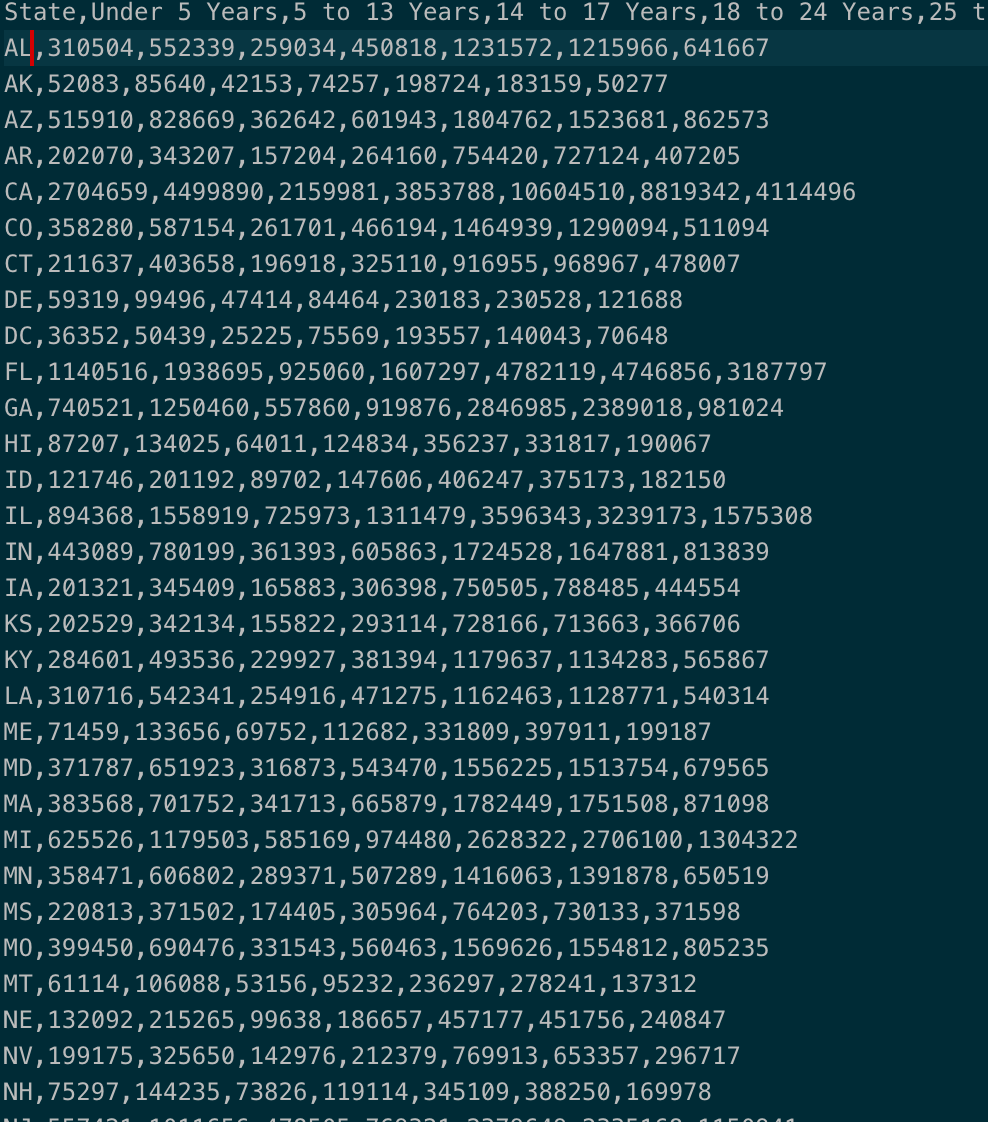 State,Under 5 Years,5 to 13 Years,14 to 17 Years,18 to 24 Years,25 t
AL,310504,552339,259034,450818,1231572,1215966,641667
AK,52083,85640,42153,74257,198724,183159,50277
AZ,515910,828669,362642,601943,1804762,1523681,862573
AR,202070,343207,157204,264160,754420,727124,407205
CA,2704659,4499890,2159981,3853788,10604510,8819342,4114496
CO,358280,587154,261701,466194,1464939,1290094,511094
CT,211637,403658,196918,325110,916955,968967,478007
DE,59319,99496,47414,84464,230183,230528,121688
DC,36352,50439,25225,75569,193557,140043,70648
FL,1140516,1938695,925060,1607297,4782119,4746856,3187797
GA,740521,1250460,557860,919876,2846985,2389018,981024
HI,87207,134025,64011,124834,356237,331817,190067
ID,121746,201192,89702,147606,406247,375173,182150
IL,894368,1558919,725973,1311479,3596343,3239173,1575308
IN,443089,780199,361393,605863,1724528,1647881,813839
IA,201321,345409,165883,306398,750505,788485,444554
KS,202529,342134,155822,293114,728166,713663,366706
KY,284601,493536,229927,381394,1179637,1134283,565867
LA,310716,542341,254916,471275,1162463,1128771,540314
ME,71459,133656,69752,112682,331809,397911,199187
MD,371787,651923,316873,543470,1556225,1513754,679565
MA,383568,701752,341713,665879,1782449,1751508,871098
MI,625526,1179503,585169,974480,2628322,2706100,1304322
MN,358471,606802,289371,507289,1416063,1391878,650519
MS,220813,371502,174405,305964,764203,730133,371598
MO,399450,690476,331543,560463,1569626,1554812,805235
MT,61114,106088,53156,95232,236297,278241,137312
NE,132092,215265,99638,186657,457177,451756,240847
NV,199175,325650,142976,212379,769913,653357,296717
NH,75297,144235,73826,119114,345109,388250,169978